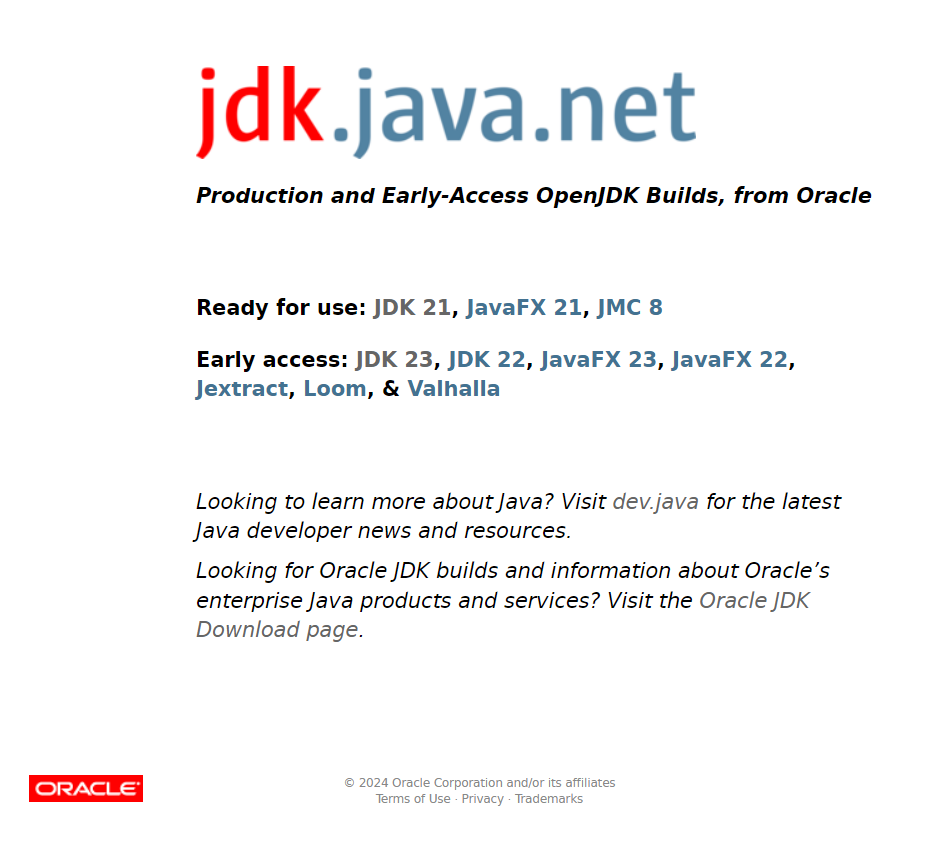 jdk.java.net
Production and Early-Access OpenJDK Builds, from Oracle
Ready for use: JDK 21, JavaFX 21, JMC 8
Early access: JDK 23, JDK 22, JavaFX 23, JavaFX 22,
Jextract, Loom, & Valhalla
Looking to learn more about Java? Visit dev.java for the latest
Java developer news and resources.
Looking for Oracle JDK builds and information about Oracle’s
enterprise Java products and services? Visit the Oracle JDK
Download page.
ORACLE
© 2024 Oracle Corporation and/or its affiliates
Terms of Use · Privacy · Trademarks